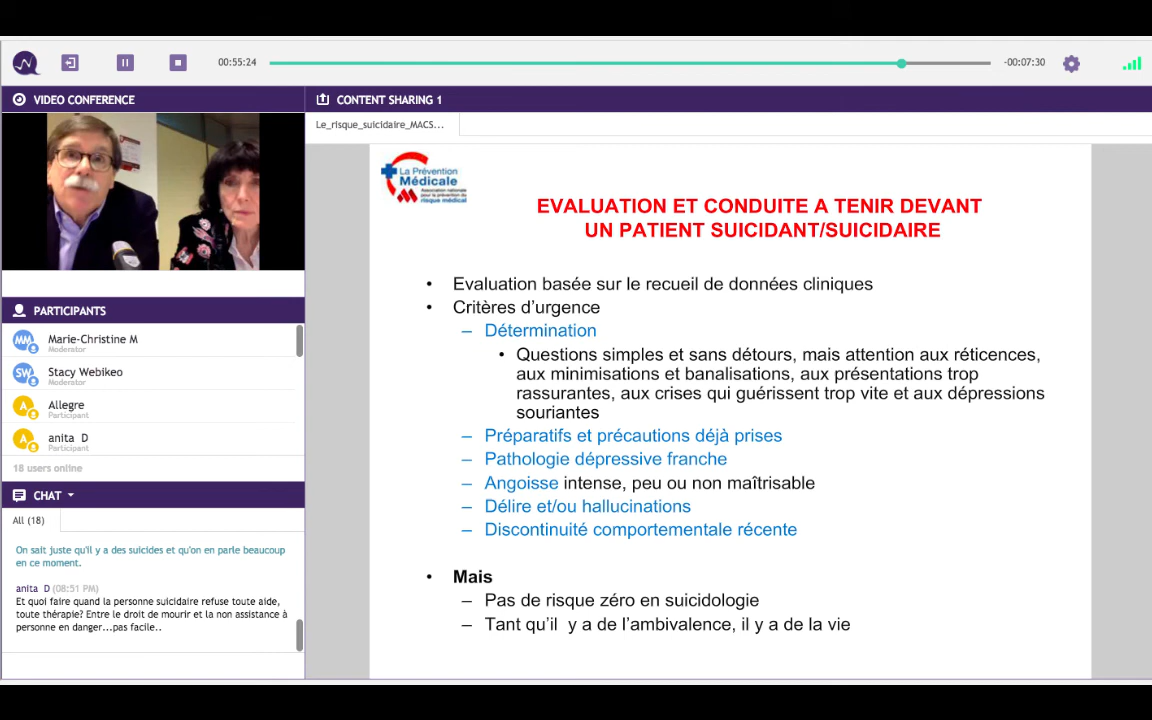 00:55:24
-00:07:30
VIDEO CONFERENCE
CONTENT SHARING 1
Le_risque_suicidaire_MACS...
La Prévention
Médicale
Association nationale
pour la prévention du
risque médical
EVALUATION ET CONDUITE A TENIR DEVANT
UN PATIENT SUICIDANT/SUICIDAIRE
• Evaluation basée sur le recueil de données cliniques
• Critères d’urgence
– Détermination
• Questions simples et sans détours, mais attention aux réticences,
aux minimisations et banalisations, aux présentations trop
rassurantes, aux crises qui guérissent trop vite et aux dépressions
souriantes
– Préparatifs et précautions déjà prises
– Pathologie dépressive franche
– Angoisse intense, peu ou non maîtrisable
– Délire et/ou hallucinations
– Discontinuité comportementale récente
• Mais
– Pas de risque zéro en suicidologie
– Tant qu’il y a de l’ambivalence, il y a de la vie
PARTICIPANTS
MM
Marie-Christine M
Moderator
SW
Stacy Webikeo
Moderator
A
Allegre
Participant
A
anita D
Participant
18 users online
CHAT
All (18)
On sait juste qu'il y a des suicides et qu'on en parle beaucoup
en ce moment.
anita D (08:51 PM)
Et quoi faire quand la personne suicidaire refuse toute aide,
toute thérapie? Entre le droit de mourir et la non assistance à
personne en danger...pas facile..